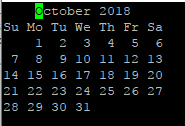 October 2018
Su Mo Tu We Th Fr Sa
1 2 3 4 5 6
7 8 9 10 11 12 13
14 15 16 17 18 19 20
21 22 23 24 25 26 27
28 29 30 31